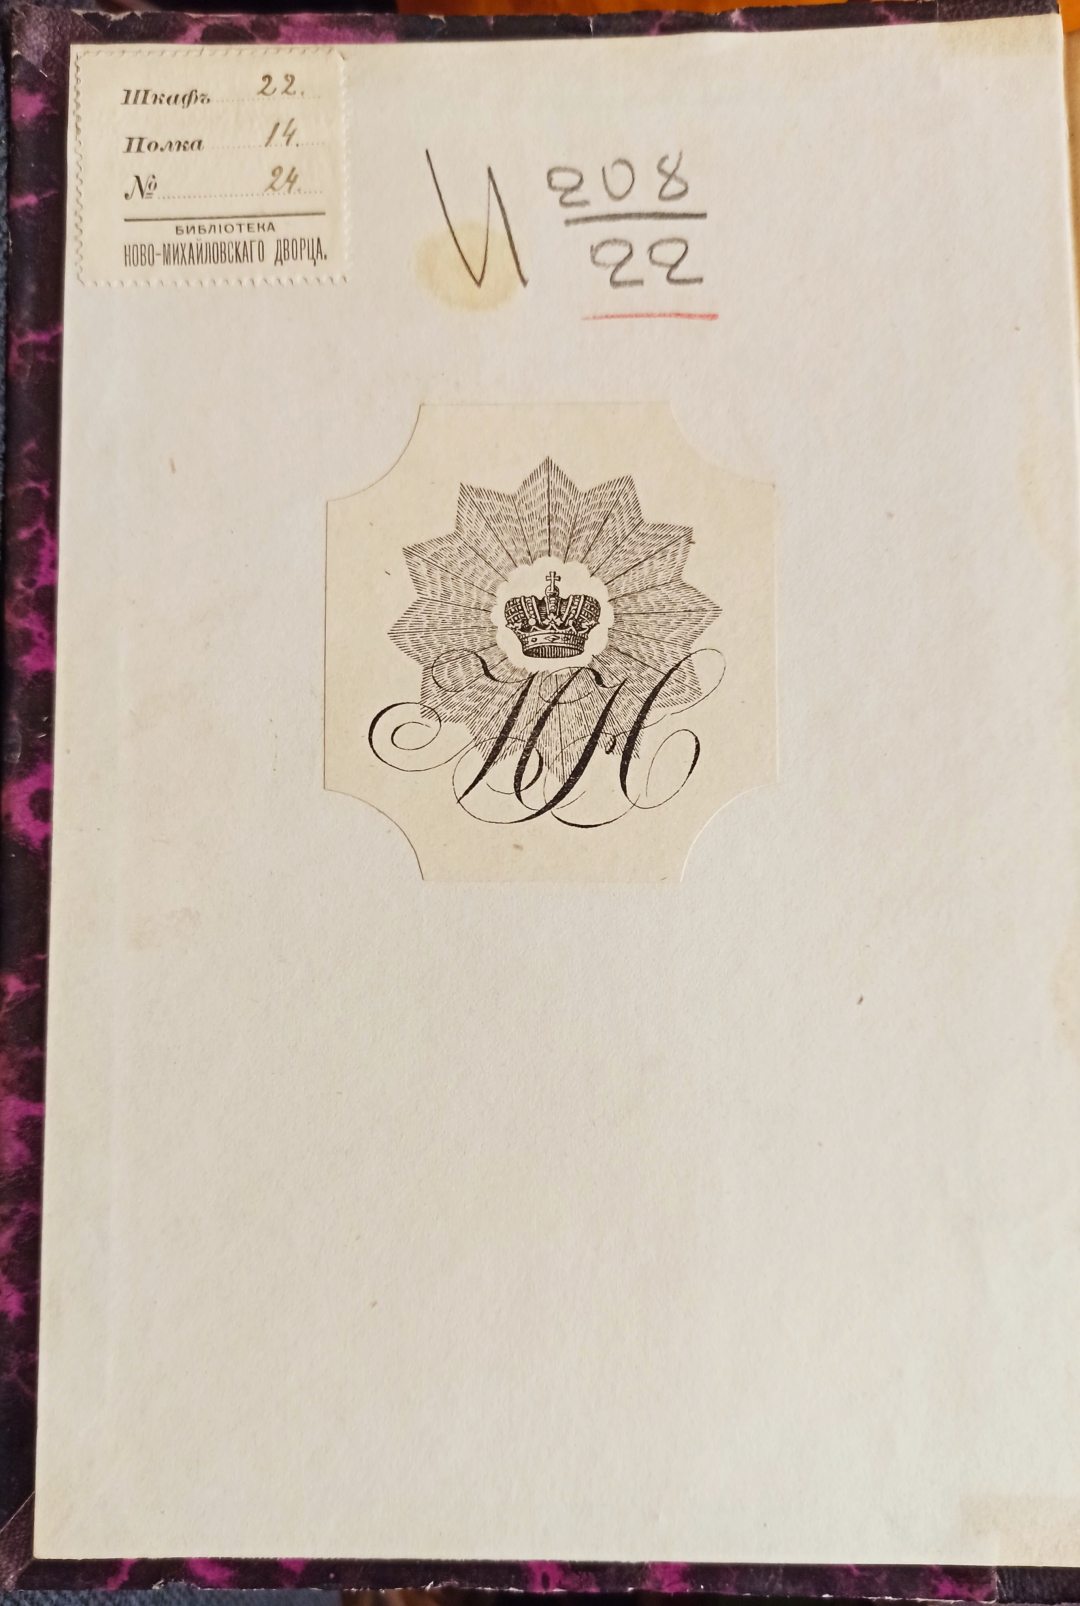 Шкафъ 22.
Полка 14.
№ 24.
БИБЛІОТЕКА
НОВО-МИХАЙЛОВСКАГО ДВОРЦА.
И 208
22